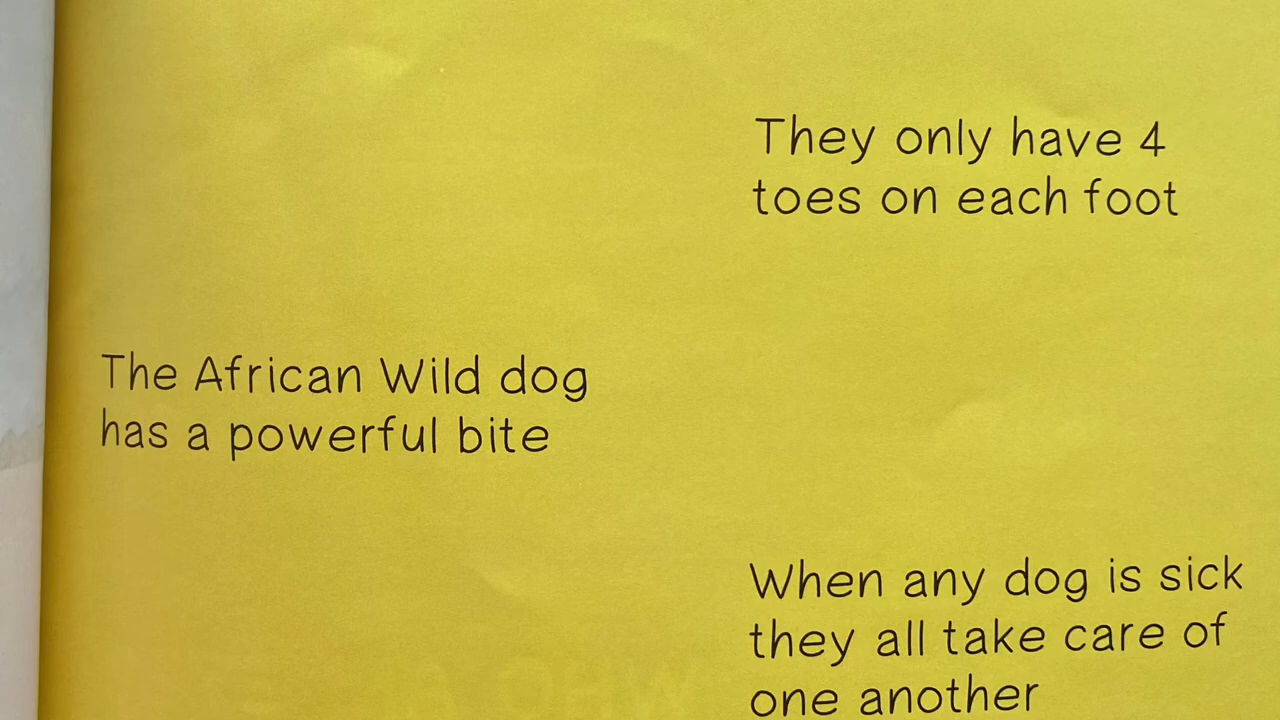 They only have 4
toes on each foot
The African Wild dog
has a powerful bite
When any dog is sick
they all take care of
one another